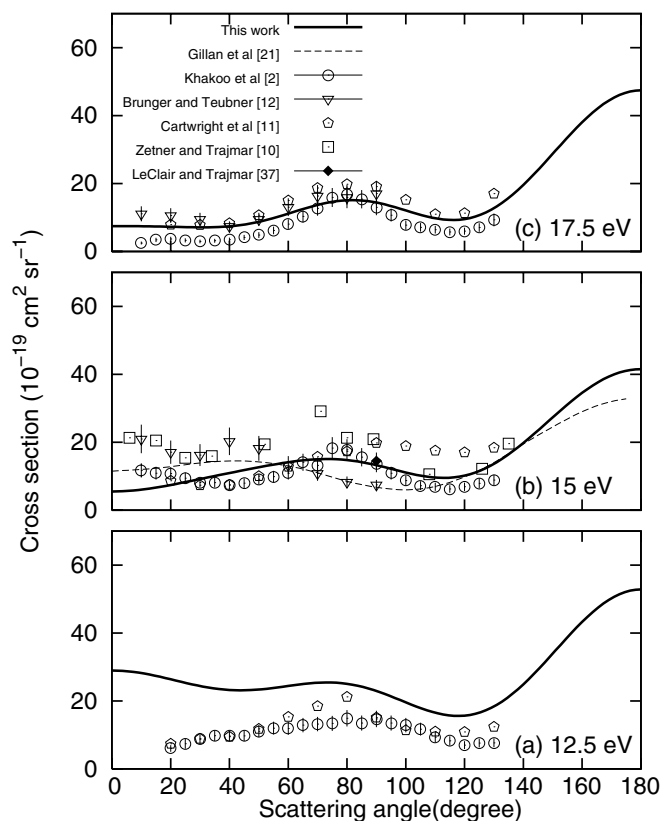 This work
Gillan et al [21]
Khakoo et al [2]
Brunger and Teubner [12]
Cartwright et al [11]
Zetner and Trajmar [10]
LeClair and Trajmar [37]
60
40
20
0
(c) 17.5 eV
60
40
20
0
(b) 15 eV
60
40
20
0
(a) 12.5 eV
0 20 40 60 80 100 120 140 160 180
Scattering angle(degree)
Cross section (10⁻¹⁹ cm² sr⁻¹)